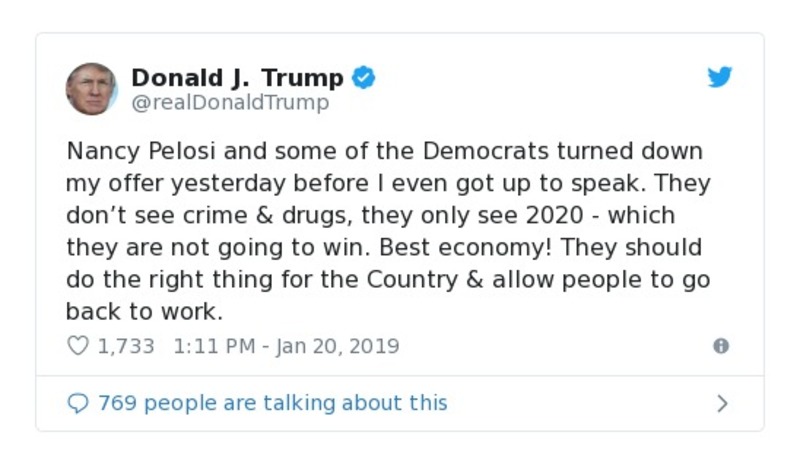 Donald J. Trump
@realDonaldTrump
Nancy Pelosi and some of the Democrats turned down
my offer yesterday before I even got up to speak. They
don’t see crime & drugs, they only see 2020 - which
they are not going to win. Best economy! They should
do the right thing for the Country & allow people to go
back to work.
1,733 1:11 PM - Jan 20, 2019
769 people are talking about this